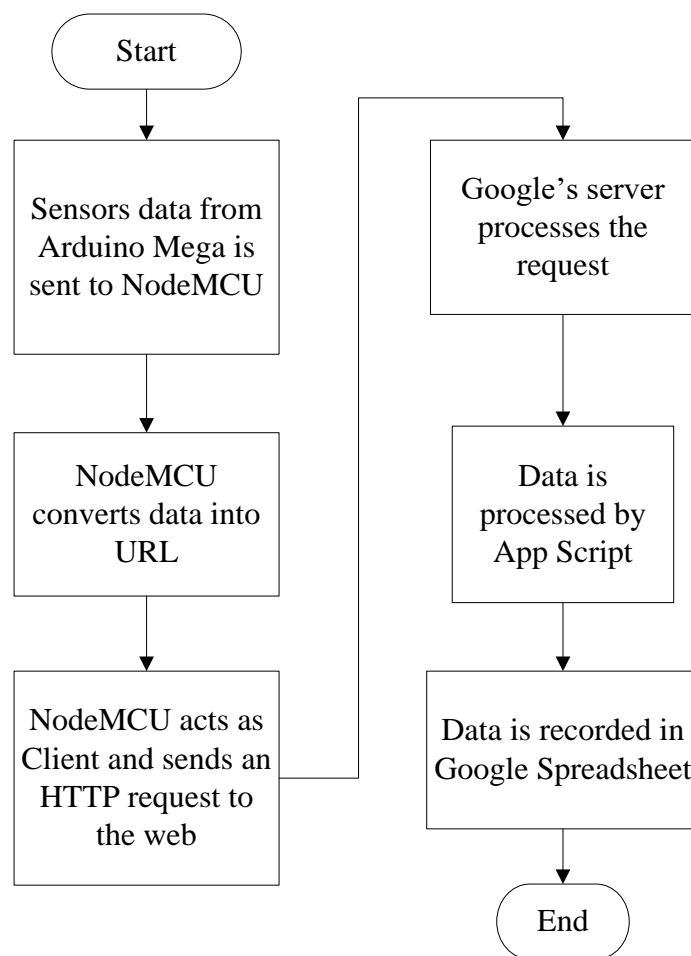 Start
Sensors data from
Arduino Mega is
sent to NodeMCU
NodeMCU
converts data into
URL
NodeMCU acts as
Client and sends an
HTTP request to
the web
Google’s server
processes the
request
Data is
processed by
App Script
Data is recorded in
Google Spreadsheet
End